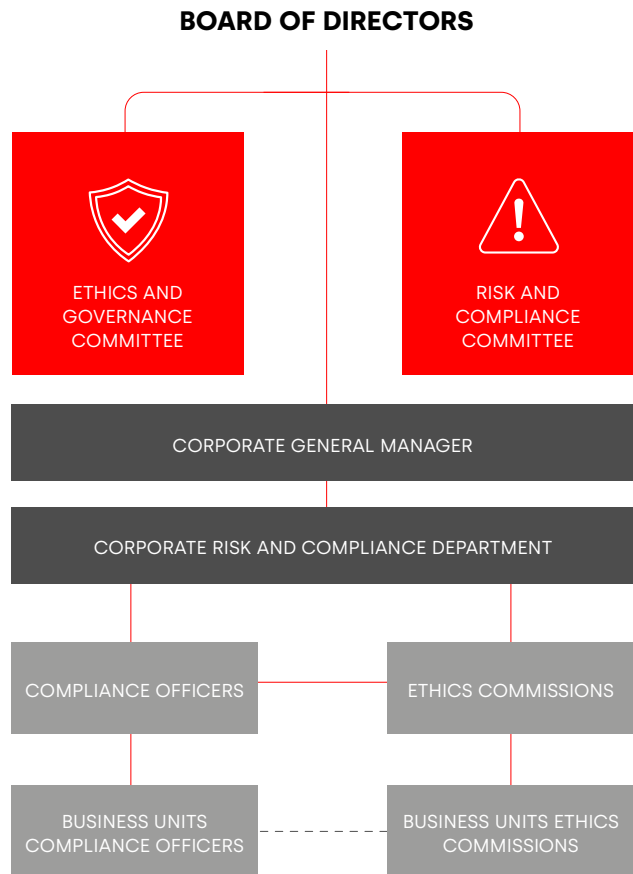 BOARD OF DIRECTORS
ETHICS AND
GOVERNANCE
COMMITTEE
RISK AND
COMPLIANCE
COMMITTEE
CORPORATE GENERAL MANAGER
CORPORATE RISK AND COMPLIANCE DEPARTMENT
COMPLIANCE OFFICERS
ETHICS COMMISSIONS
BUSINESS UNITS
COMPLIANCE OFFICERS
BUSINESS UNITS ETHICS
COMMISSIONS